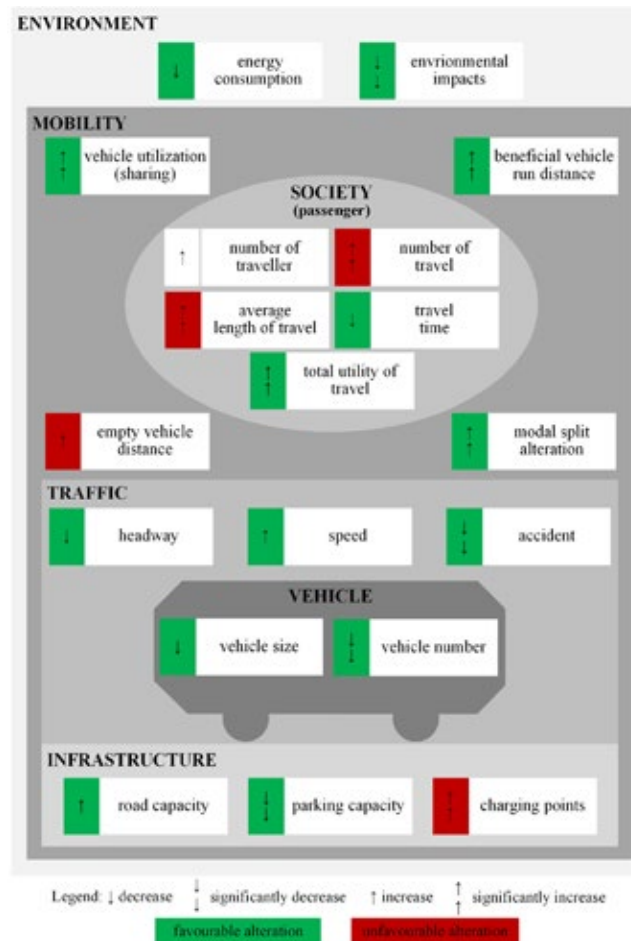 ENVIRONMENT
↓ energy
consumption
↓↓ envrionmental
impacts
MOBILITY
↑↑ vehicle utilization
(sharing)
↑↑ beneficial vehicle
run distance
SOCIETY
(passenger)
↑ number of
traveller
↑↑ number of
travel
↑↑ average
length of travel
↓ travel
time
↑↑ total utility of
travel
↑ empty vehicle
distance
↑↑ modal split
alteration
TRAFFIC
↓ headway
↑ speed
↓↓ accident
VEHICLE
↓ vehicle size
↓↓ vehicle number
INFRASTRUCTURE
↑ road capacity
↓↓ parking capacity
↑↑ charging points
Legend: ↓ decrease ↓↓ significantly decrease ↑ increase ↑↑ significantly increase
favourable alteration unfavourable alteration